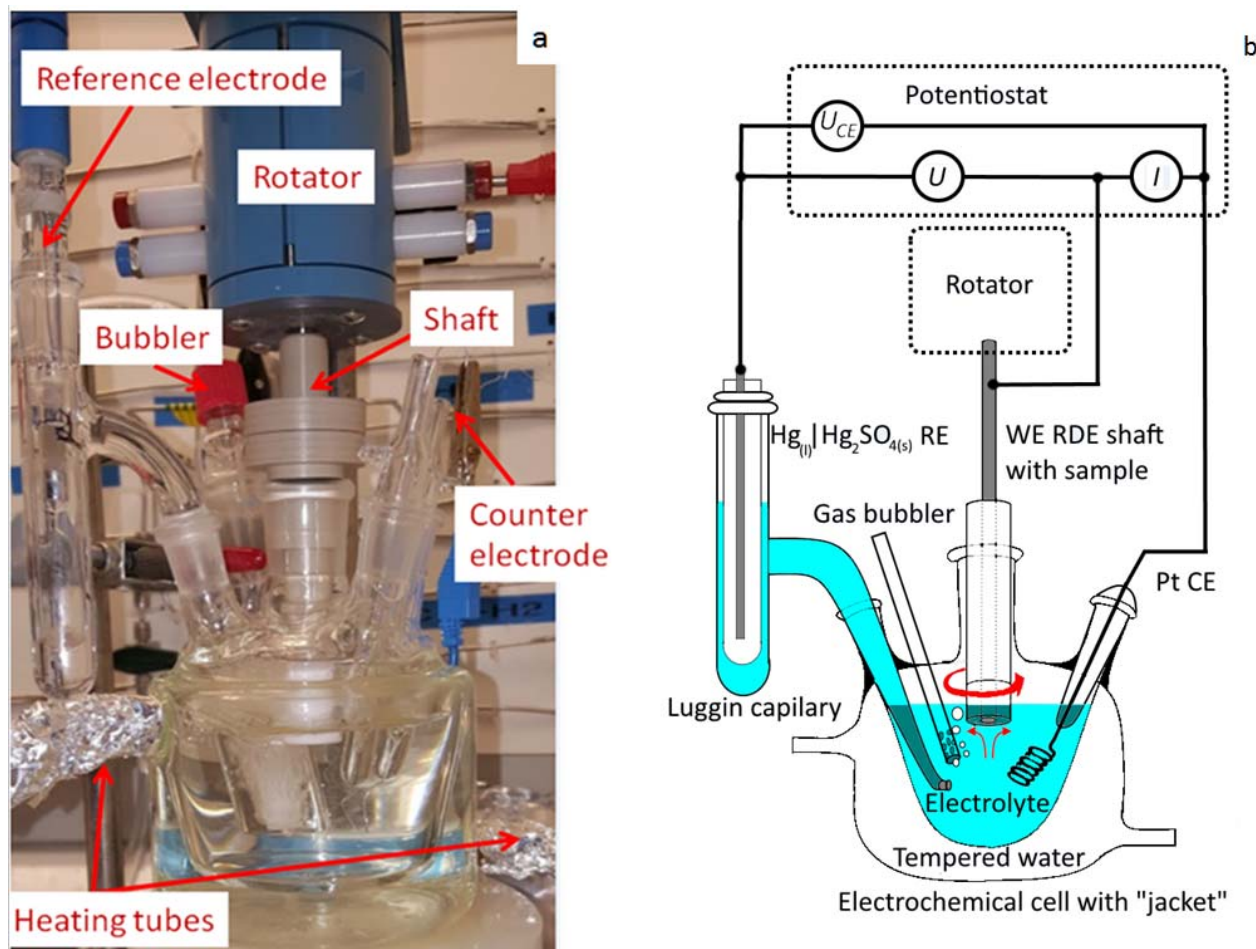 a
Reference electrode
Rotator
Bubbler
Shaft
Counter
electrode
Heating tubes
b
Potentiostat
U_CE
U
I
Rotator
Hg(l)|Hg2SO4(s) RE
WE RDE shaft
with sample
Gas bubbler
Pt CE
Luggin capilary
Electrolyte
Tempered water
Electrochemical cell with "jacket"